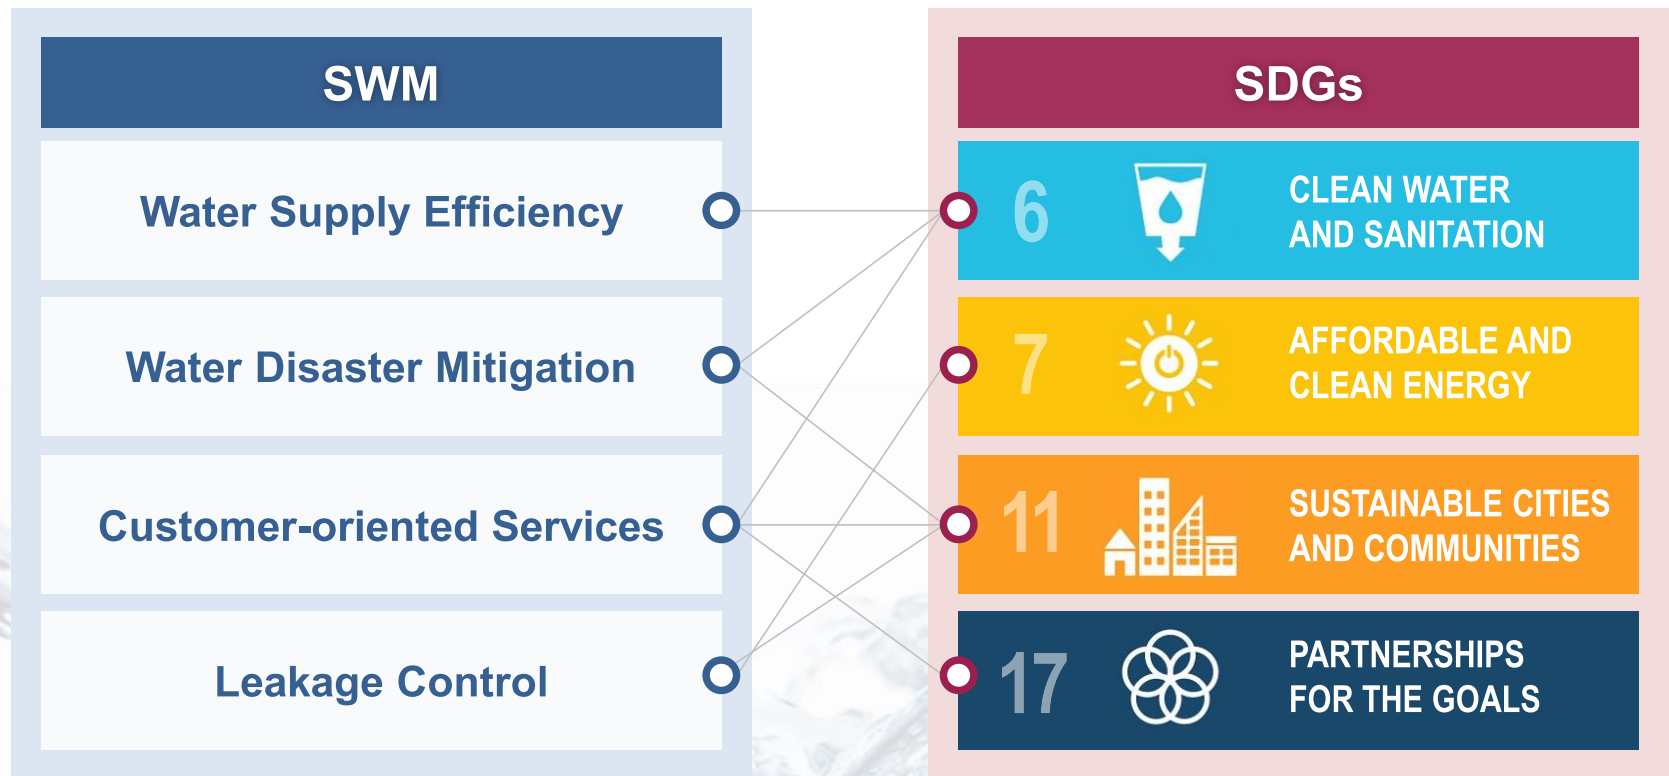 SWM
Water Supply Efficiency
Water Disaster Mitigation
Customer-oriented Services
Leakage Control
SDGs
6
CLEAN WATER
AND SANITATION
7
AFFORDABLE AND
CLEAN ENERGY
11
SUSTAINABLE CITIES
AND COMMUNITIES
17
PARTNERSHIPS
FOR THE GOALS